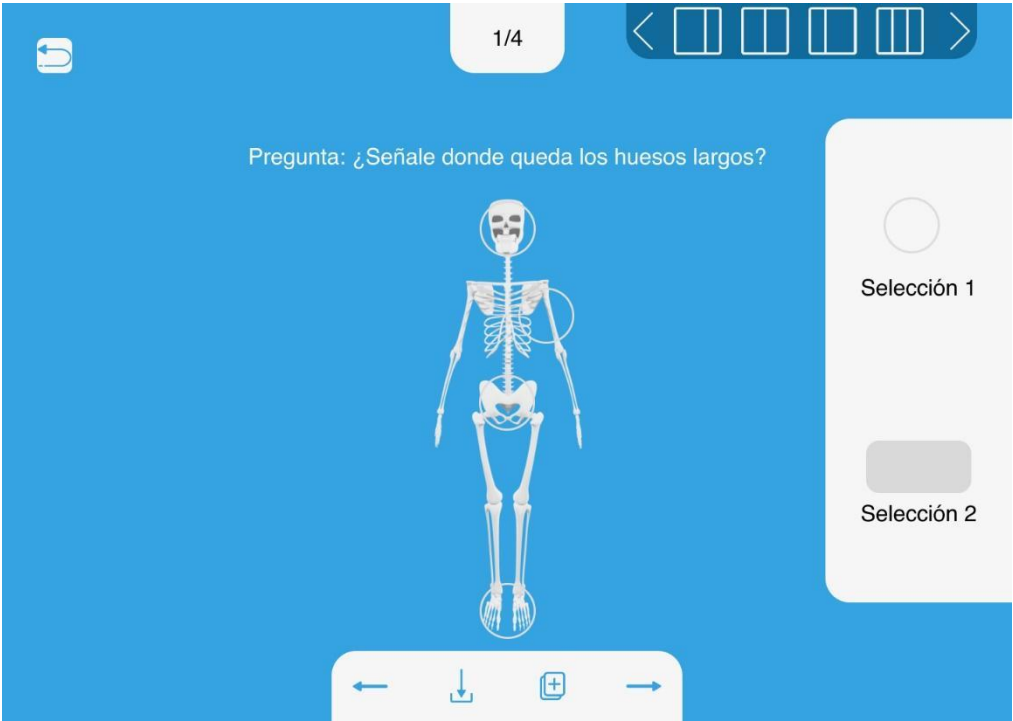 1/4
Pregunta: ¿Señale donde queda los huesos largos?
Selección 1
Selección 2